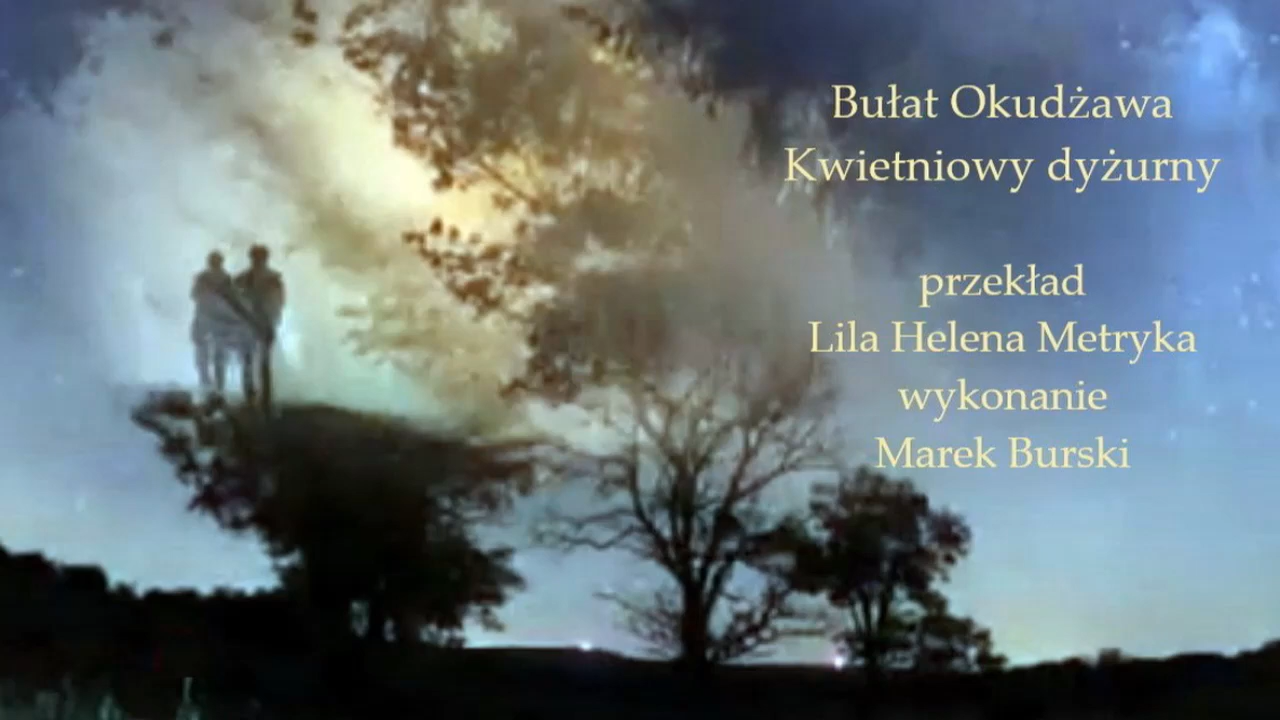 Bułat Okudżawa
Kwietniowy dyżurny
przekład
Lila Helena Metryka
wykonanie
Marek Burski